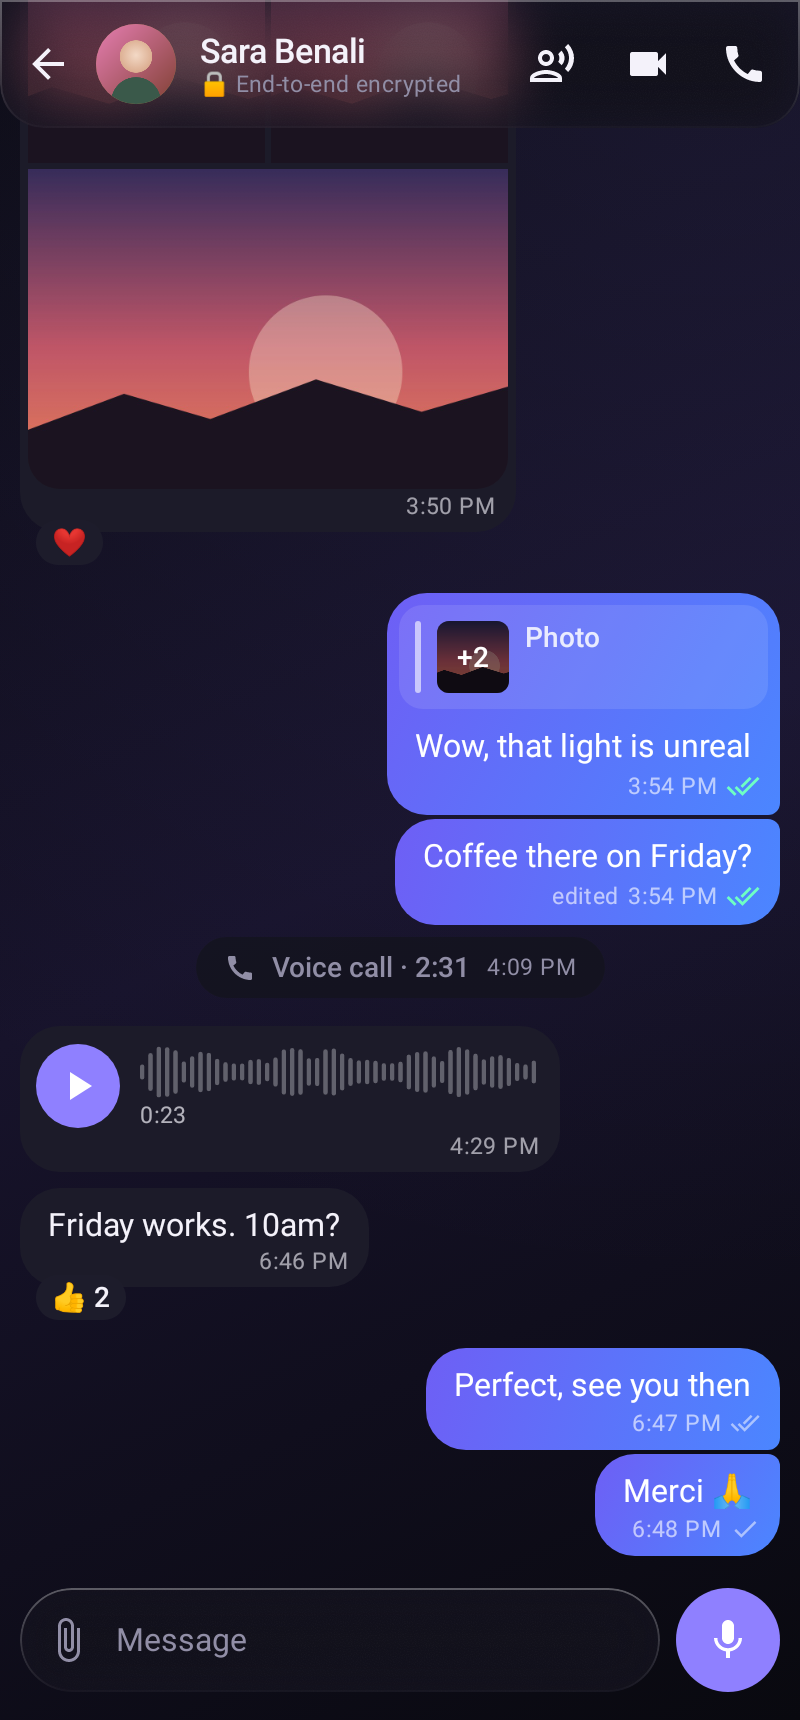 Sara Benali
🔒 End-to-end encrypted
3:50 PM
❤️
+2
Photo
Wow, that light is unreal
3:54 PM
Coffee there on Friday?
edited 3:54 PM
Voice call · 2:31 4:09 PM
0:23
4:29 PM
Friday works. 10am?
6:46 PM
👍 2
Perfect, see you then
6:47 PM
Merci 🙏
6:48 PM
Message